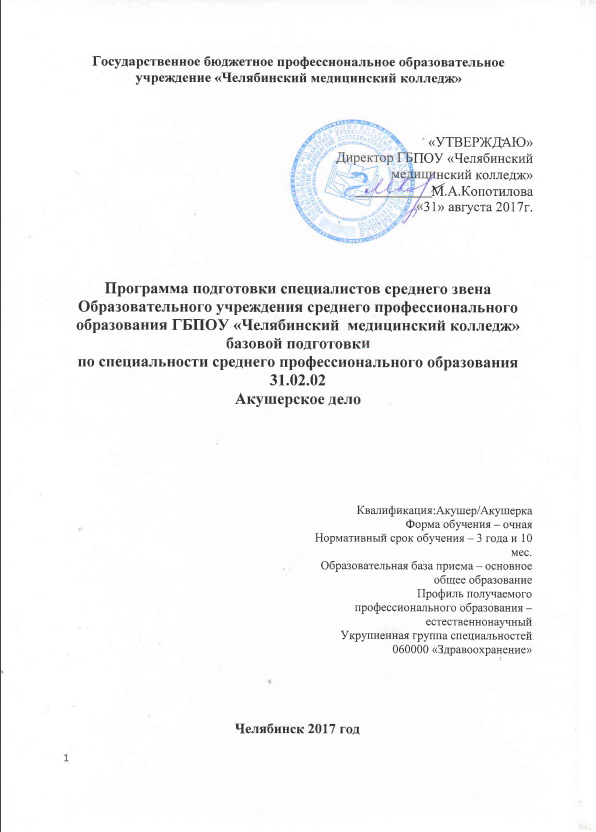 Государственное бюджетное профессиональное образовательное
учреждение «Челябинский медицинский колледж»
«УТВЕРЖДАЮ»
Директор ГБПОУ «Челябинский
медицинский колледж»
М.А.Копотилова
«31» августа 2017г.
Программа подготовки специалистов среднего звена
Образовательного учреждения среднего профессионального
образования ГБПОУ «Челябинский медицинский колледж»
базовой подготовки
по специальности среднего профессионального образования
31.02.02
Акушерское дело
Квалификация:Акушер/Акушерка
Форма обучения – очная
Нормативный срок обучения – 3 года и 10
мес.
Образовательная база приема – основное
общее образование
Профиль получаемого
профессионального образования –
естественнонаучный
Укрупненная группа специальностей
060000 «Здравоохранение»
Челябинск 2017 год
1